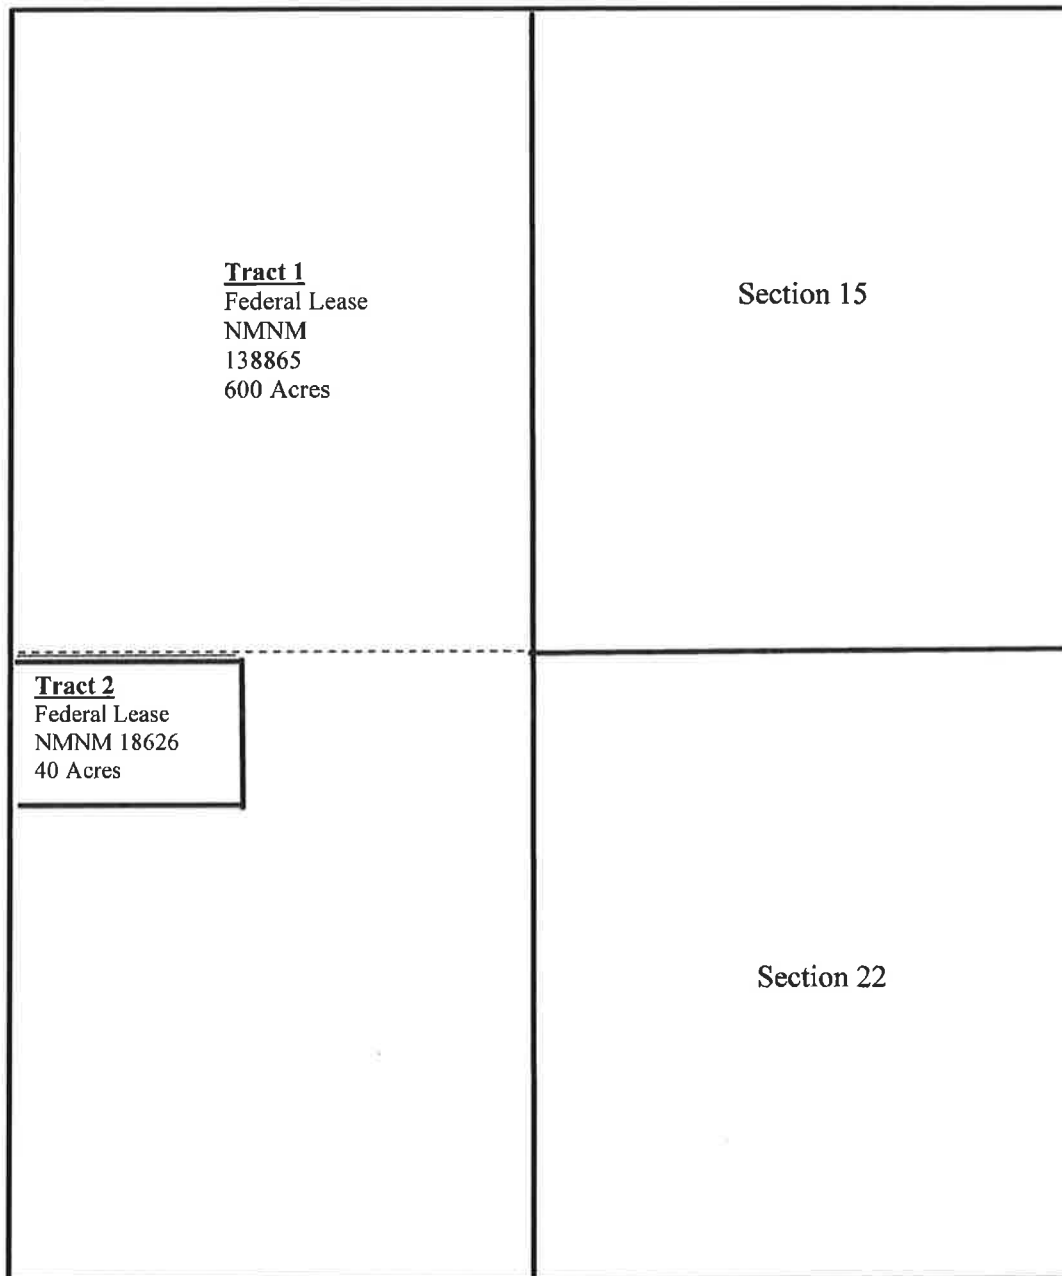 Tract 1
Federal Lease
NMNM
138865
600 Acres
Section 15
Tract 2
Federal Lease
NMNM 18626
40 Acres
Section 22